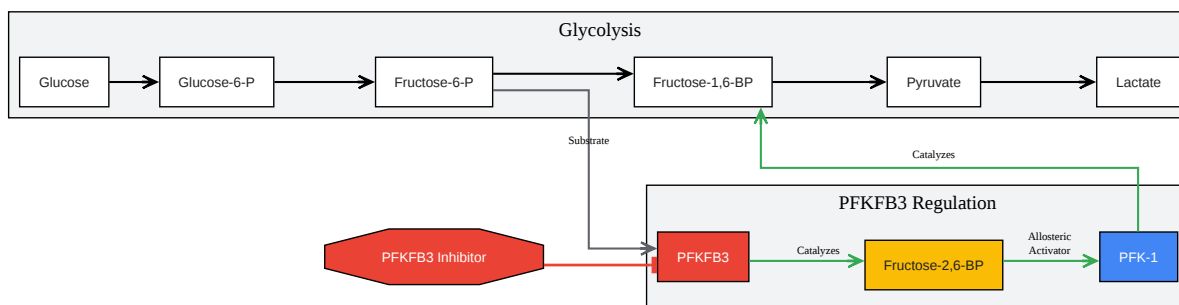 Glycolysis
Glucose
Glucose-6-P
Fructose-6-P
Fructose-1,6-BP
Pyruvate
Lactate
Substrate
Catalyzes
PFKFB3 Regulation
PFKFB3 Inhibitor
PFKFB3
Catalyzes
Fructose-2,6-BP
Allosteric
Activator
PFK-1